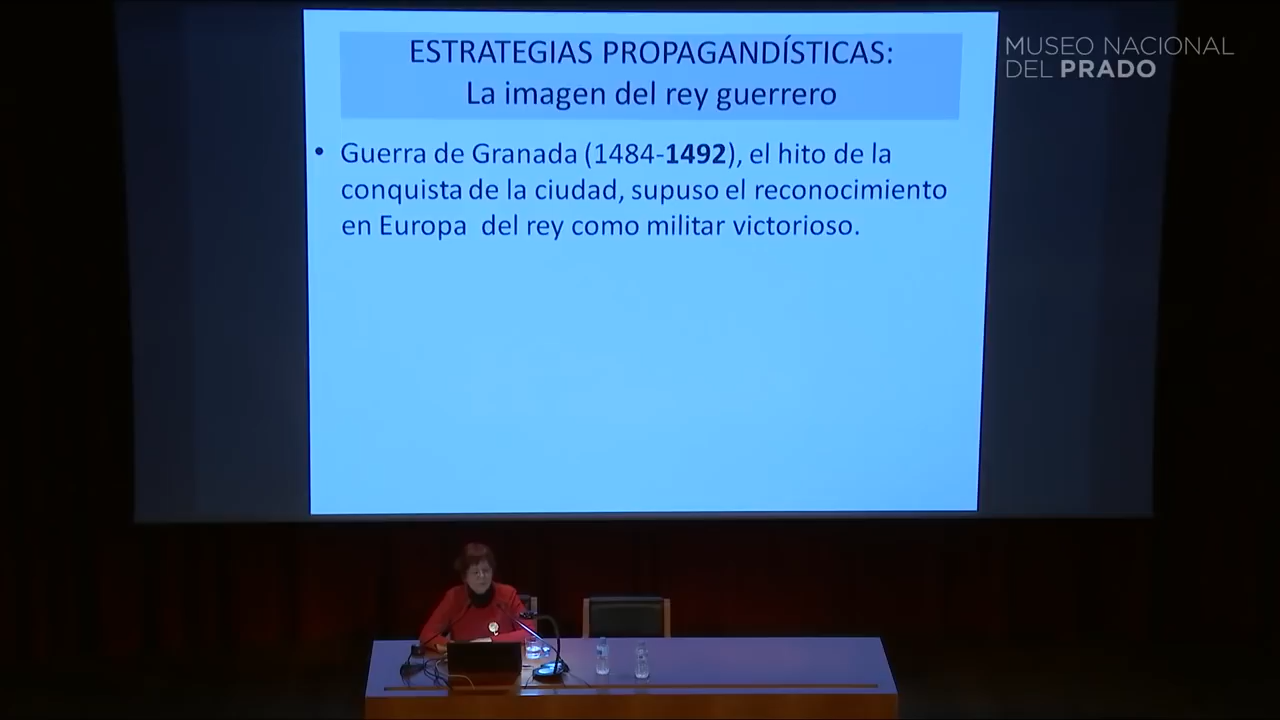 ESTRATEGIAS PROPAGANDÍSTICAS:
La imagen del rey guerrero
• Guerra de Granada (1484-1492), el hito de la
conquista de la ciudad, supuso el reconocimiento
en Europa  del rey como militar victorioso.
MUSEO NACIONAL
DEL PRADO